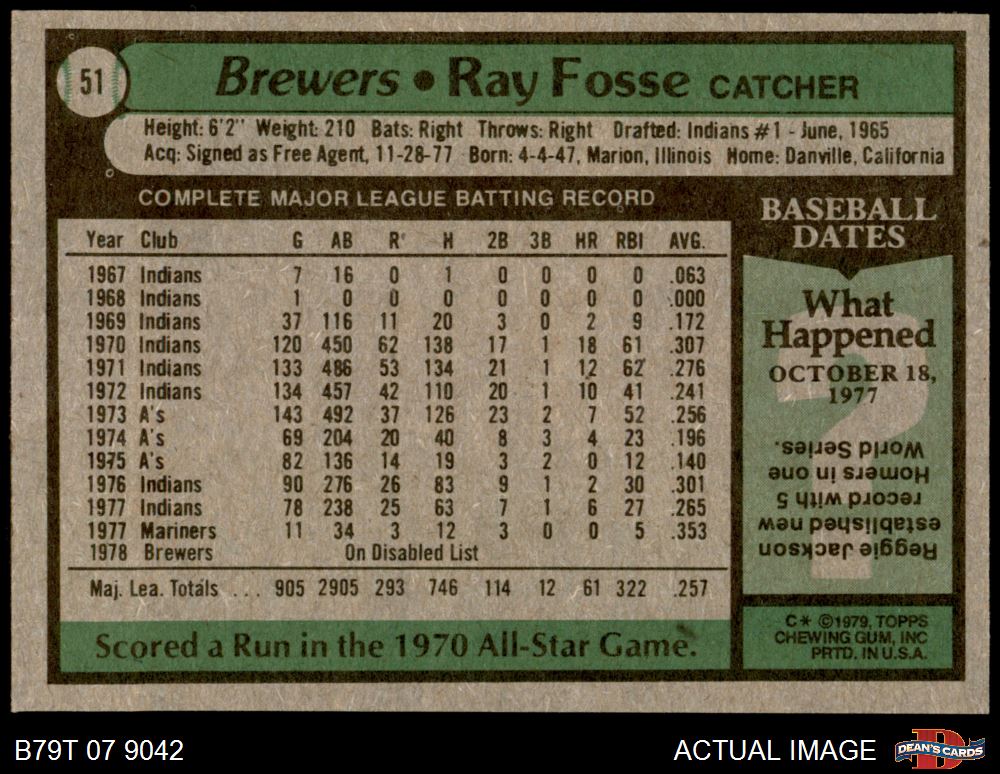 51
Brewers • Ray Fosse CATCHER
Height: 6'2" Weight: 210 Bats: Right Throws: Right Drafted: Indians #1 - June, 1965
Acq: Signed as Free Agent, 11-28-77 Born: 4-4-47, Marion, Illinois Home: Danville, California
COMPLETE MAJOR LEAGUE BATTING RECORD
Year Club G AB R H 2B 3B HR RBI AVG.
1967 Indians 7 16 0 1 0 0 0 0 .063
1968 Indians 1 0 0 0 0 0 0 0 .000
1969 Indians 37 116 11 20 3 0 2 9 .172
1970 Indians 120 450 62 138 17 1 18 61 .307
1971 Indians 133 486 53 134 21 1 12 62 .276
1972 Indians 134 457 42 110 20 1 10 41 .241
1973 A's 143 492 37 126 23 2 7 52 .256
1974 A's 69 204 20 40 8 3 4 23 .196
1975 A's 82 136 14 19 3 2 0 12 .140
1976 Indians 90 276 26 83 9 1 2 30 .301
1977 Indians 78 238 25 63 7 1 6 27 .265
1977 Mariners 11 34 3 12 3 0 0 5 .353
1978 Brewers On Disabled List
Maj. Lea. Totals ... 905 2905 293 746 114 12 61 322 .257
Scored a Run in the 1970 All-Star Game.
BASEBALL
DATES
What
Happened
OCTOBER 18,
1977
?
Reggie Jackson
established new
record with 5
Homers in one
World Series.
C* ©1979, TOPPS
CHEWING GUM, INC
PRTD. IN U.S.A.
B79T 07 9042
ACTUAL IMAGE
D
DEAN'S CARDS